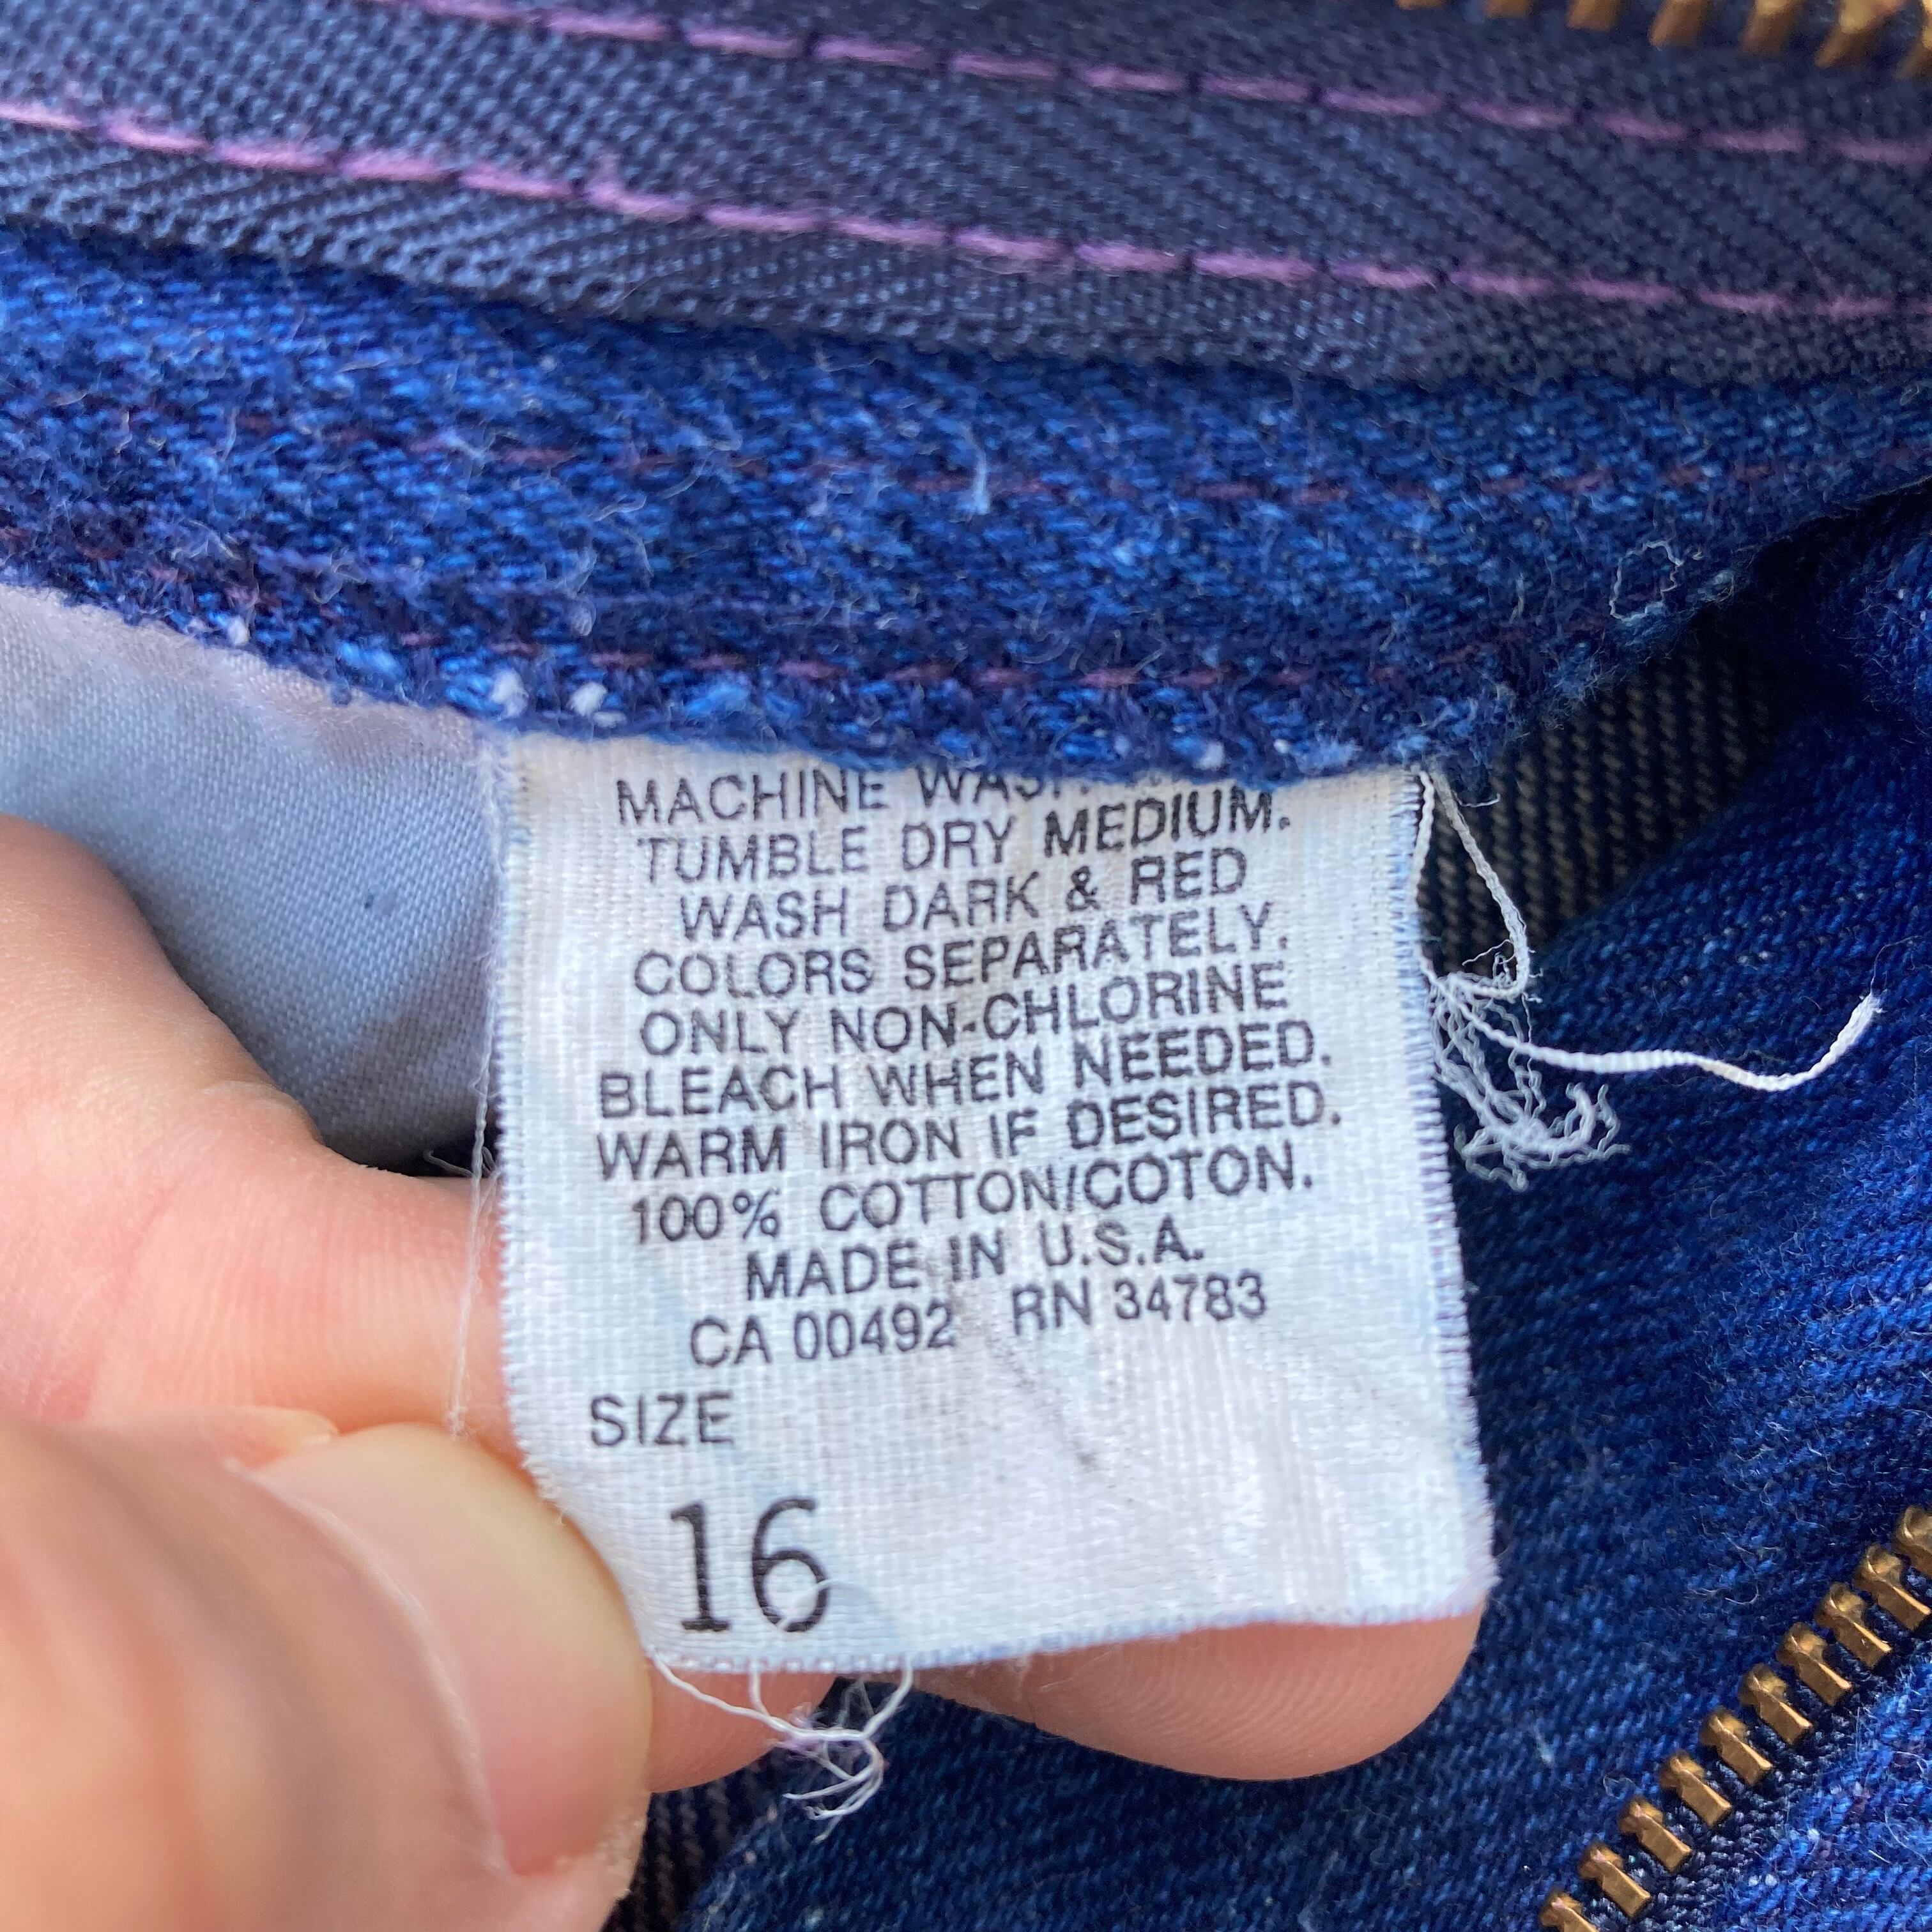 MACHINE WASH
TUMBLE DRY MEDIUM.
WASH DARK & RED
COLORS SEPARATELY.
ONLY NON-CHLORINE
BLEACH WHEN NEEDED.
WARM IRON IF DESIRED.
100% COTTON/COTON.
MADE IN U.S.A.
CA 00492 RN 34783
SIZE
16